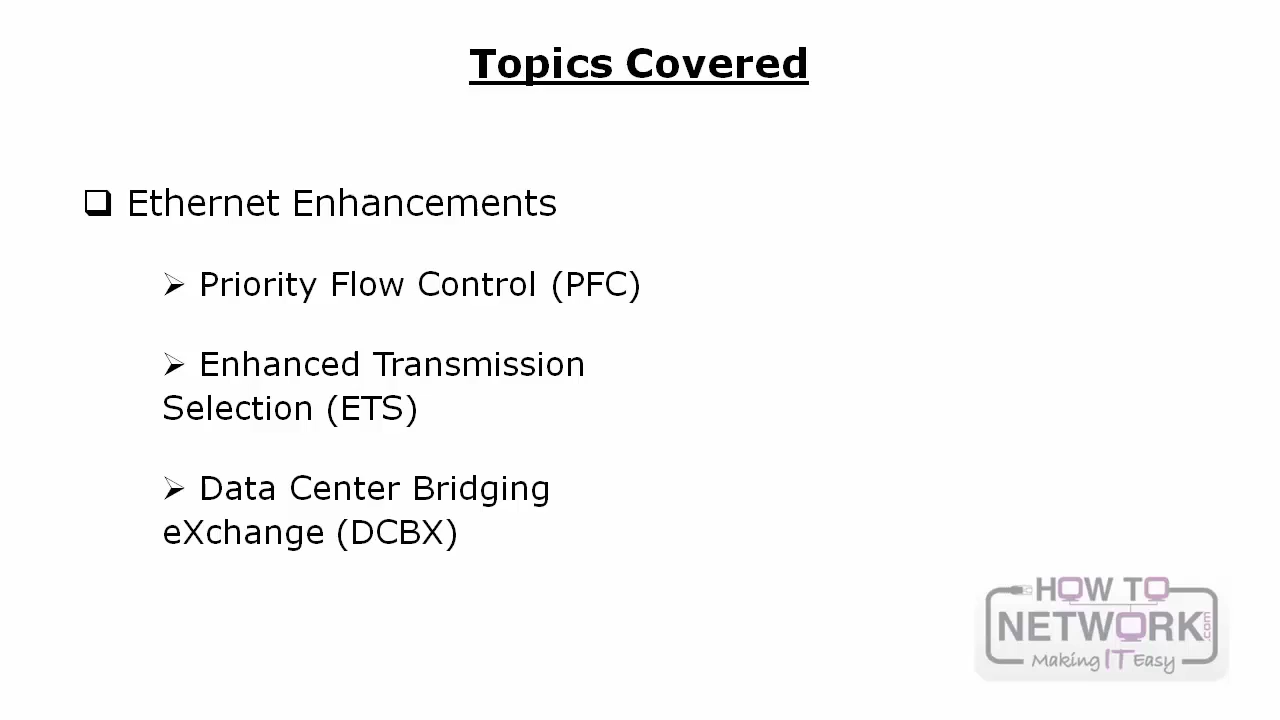 Topics Covered
❑ Ethernet Enhancements
➢ Priority Flow Control (PFC)
➢ Enhanced Transmission
Selection (ETS)
➢ Data Center Bridging
eXchange (DCBX)
HOW TO
NETWORK.com
Making IT Easy